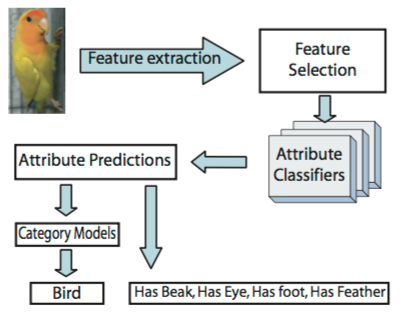 Feature extraction
Feature
Selection
Attribute
Classifiers
Attribute Predictions
Category Models
Bird
Has Beak, Has Eye, Has foot, Has Feather